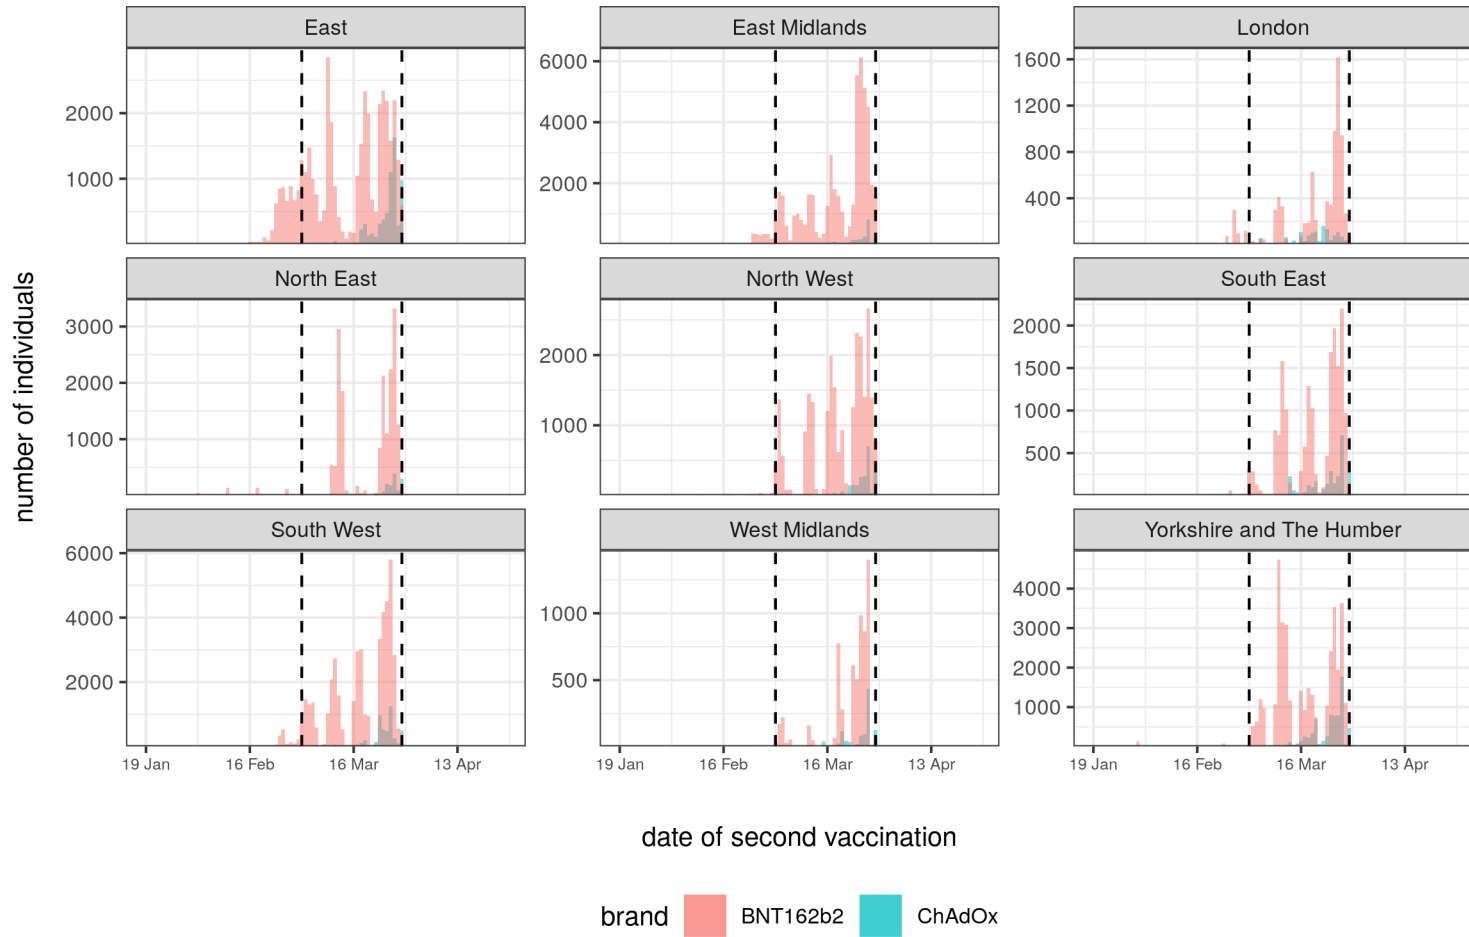 East
East Midlands
London
2000
1000
6000
4000
2000
1600
1200
800
400
North East
North West
South East
3000
2000
1000
2000
1000
2000
1500
1000
500
number of individuals
South West
West Midlands
Yorkshire and The Humber
6000
4000
2000
1000
500
4000
3000
2000
1000
19 Jan 16 Feb 16 Mar 13 Apr
19 Jan 16 Feb 16 Mar 13 Apr
19 Jan 16 Feb 16 Mar 13 Apr
date of second vaccination
brand BNT162b2 ChAdOx